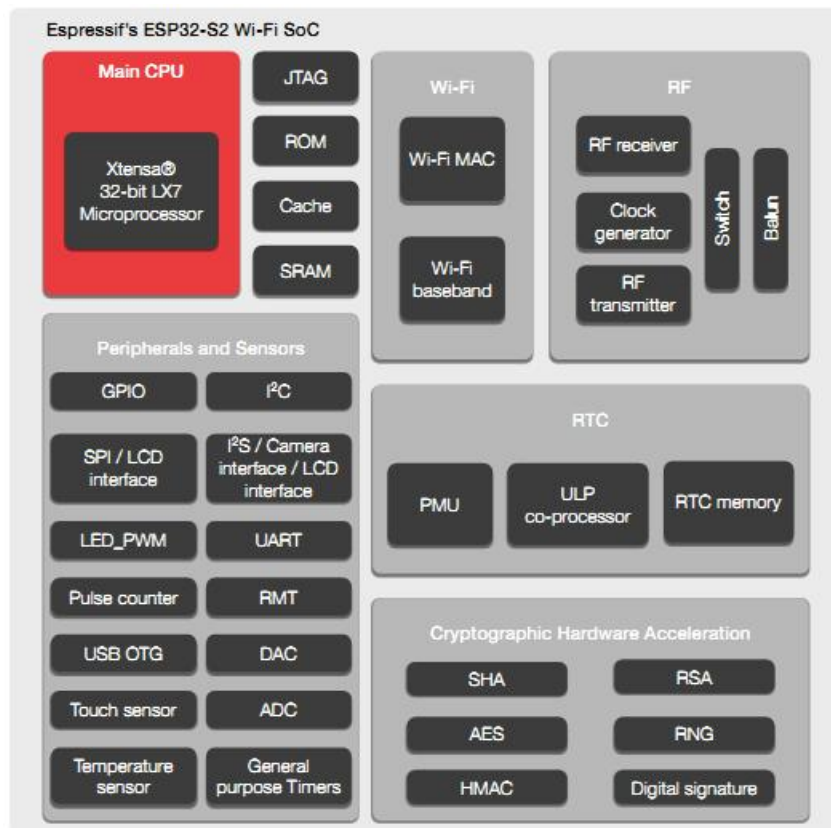 Espressif's ESP32-S2 Wi-Fi SoC
Main CPU
Xtensa®
32-bit LX7
Microprocessor
JTAG
ROM
Cache
SRAM
Wi-Fi
Wi-Fi MAC
Wi-Fi
baseband
RF
RF receiver
Clock
generator
RF
transmitter
Switch
Balun
Peripherals and Sensors
GPIO
I²C
SPI / LCD
interface
I²S / Camera
interface / LCD
interface
LED_PWM
UART
Pulse counter
RMT
USB OTG
DAC
Touch sensor
ADC
Temperature
sensor
General
purpose Timers
RTC
PMU
ULP
co-processor
RTC memory
Cryptographic Hardware Acceleration
SHA
RSA
AES
RNG
HMAC
Digital signature